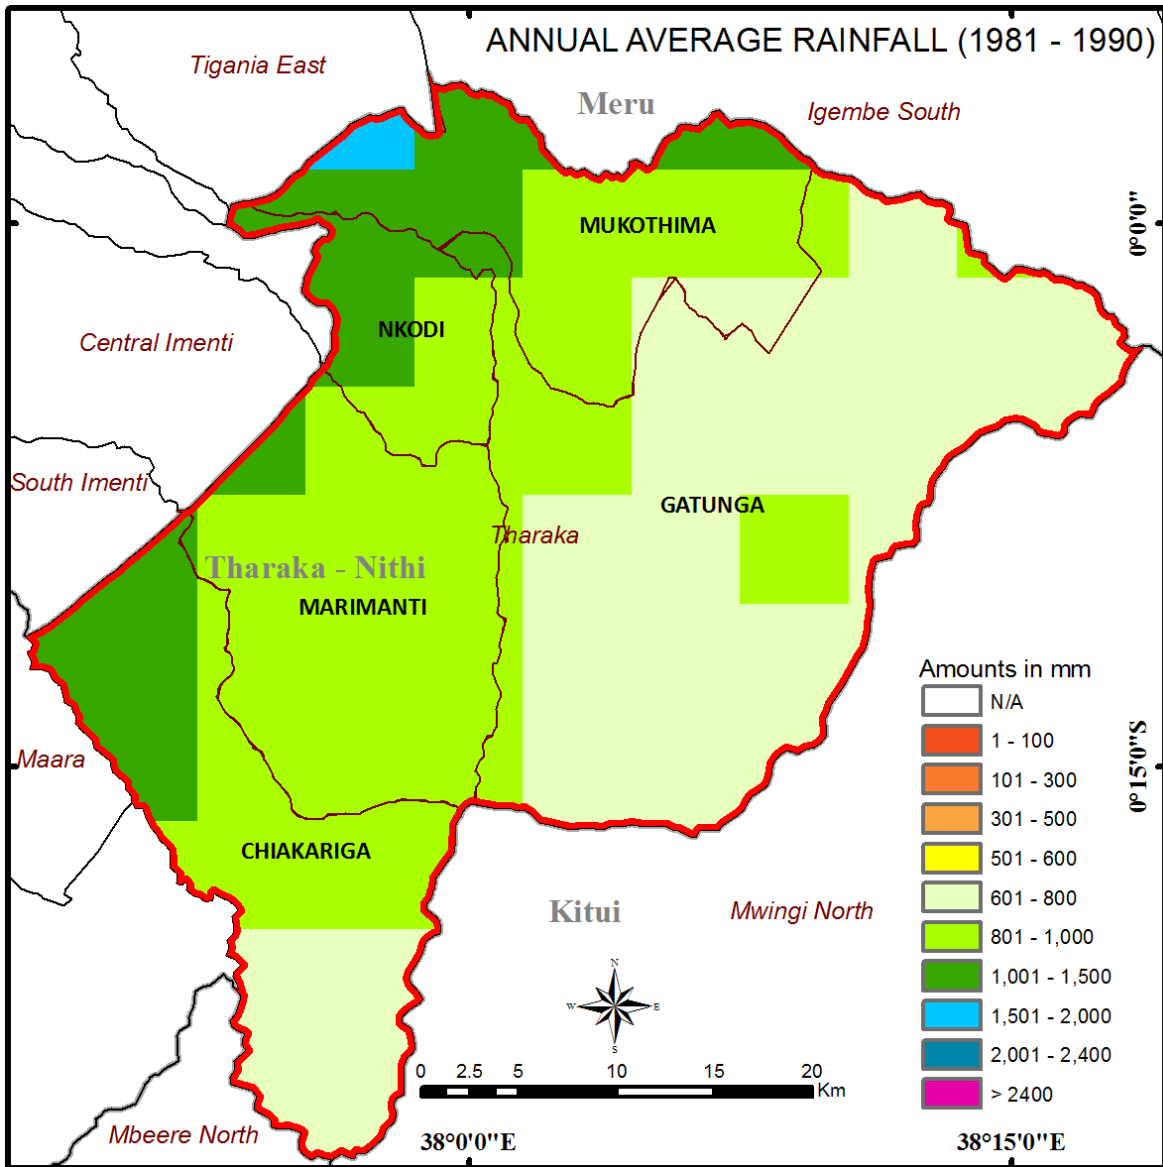 ANNUAL AVERAGE RAINFALL (1981 - 1990)
Tigania East
Meru
Igembe South
MUKOTHIMA
0°0'0"
NKODI
Central Imenti
South Imenti
GATUNGA
Tharaka
Tharaka - Nithi
MARIMANTI
Maara
0°15'0"S
CHIAKARIGA
Kitui
Mwingi North
Amounts in mm
N/A
1 - 100
101 - 300
301 - 500
501 - 600
601 - 800
801 - 1,000
1,001 - 1,500
1,501 - 2,000
2,001 - 2,400
> 2400
N
W E
S
0 2.5 5 10 15 20
Km
Mbeere North
38°0'0"E
38°15'0"E